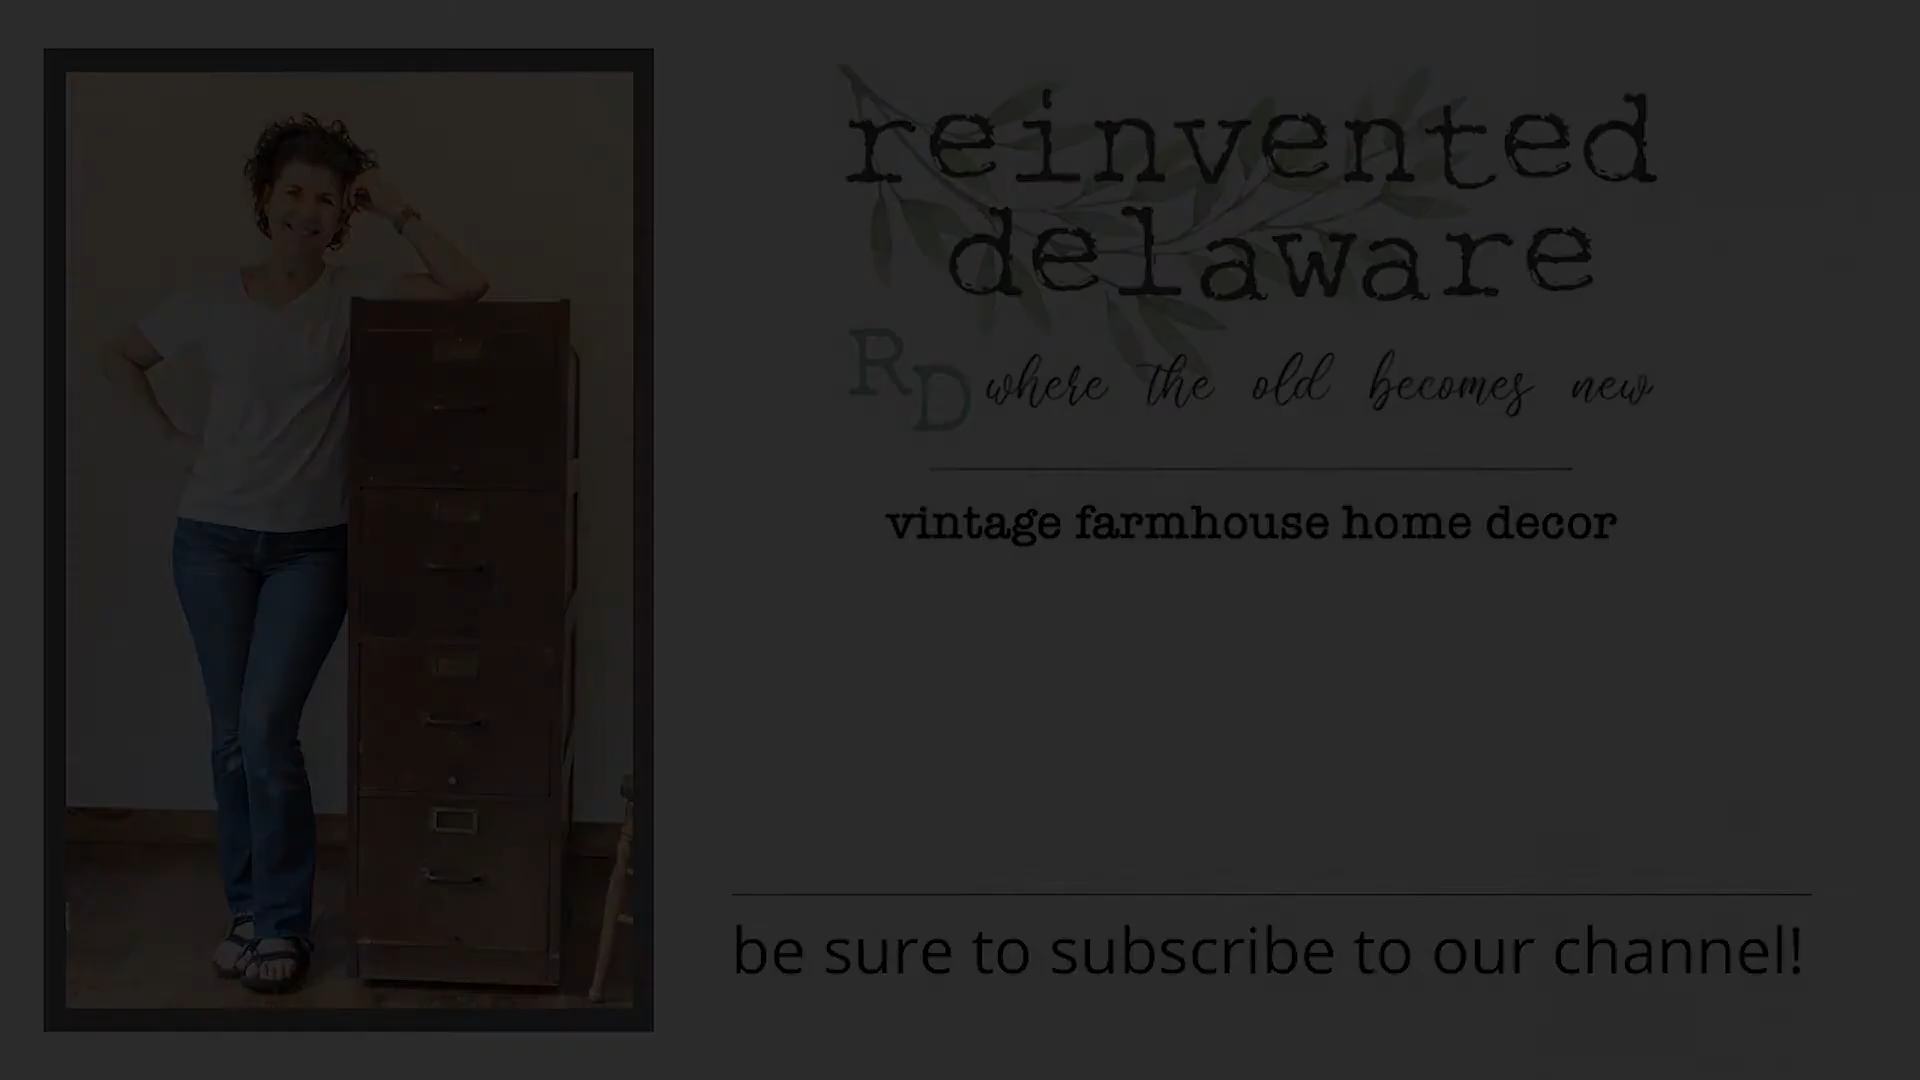 reinvented
delaware
RD where the old becomes new
vintage farmhouse home decor
be sure to subscribe to our channel!